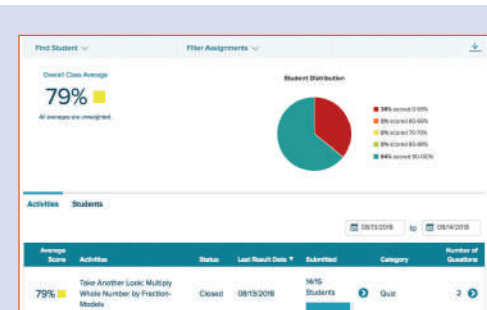 Find Student
Filter Assignments
Overall Class Average
79%
All averages are unweighted.
Student Distribution
36% scored 0-59%
0% scored 60-69%
0% scored 70-79%
0% scored 80-89%
64% scored 90-100%
Activities Students
08/13/2018 to 08/14/2018
Average Score
Activities
Status
Last Result Date
Submitted
Category
Number of Questions
79%
Take Another Look: Multiply
Whole Number by Fraction-
Models
Closed
08/13/2018
16/16
Students
Quiz
2